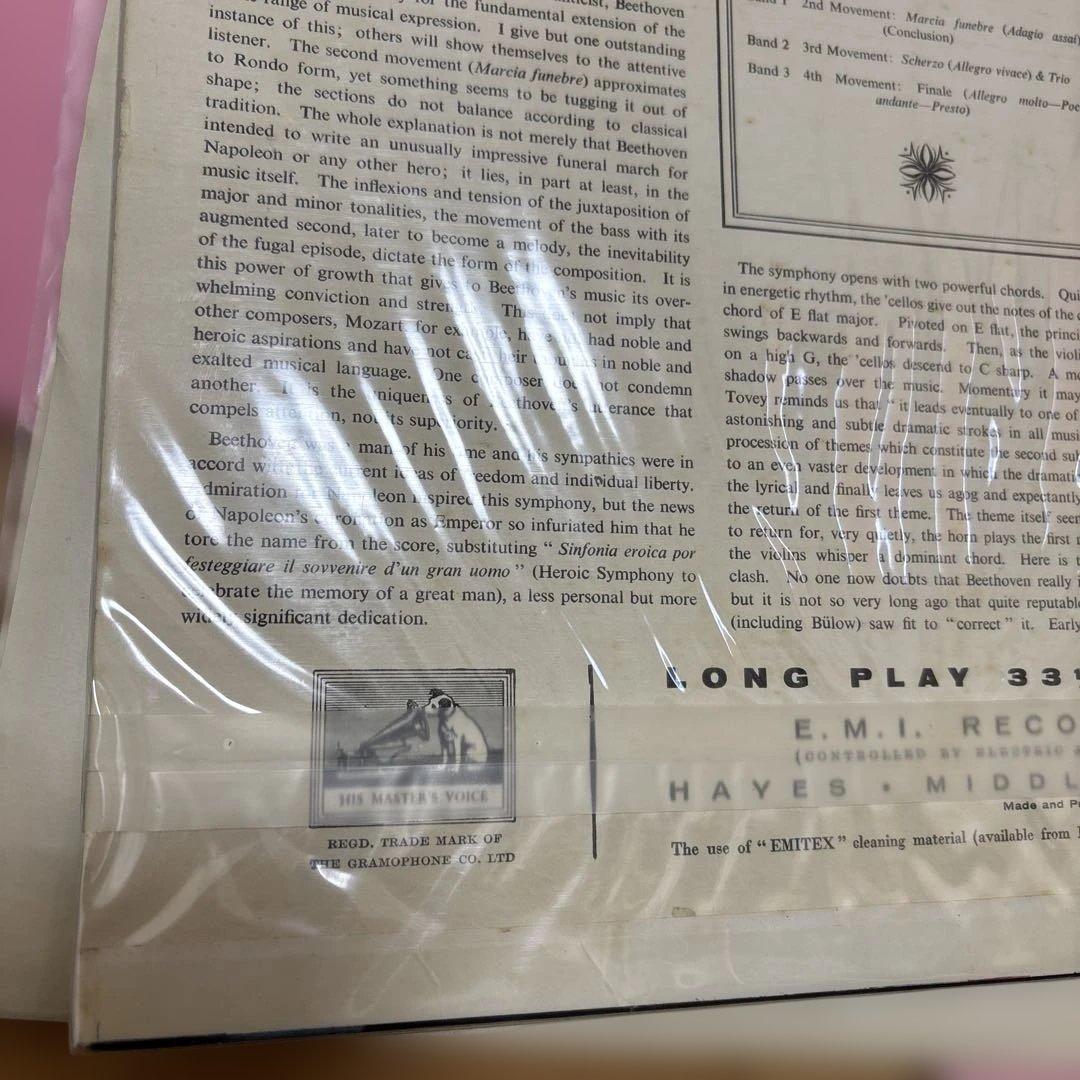 the fundamental extension of the
range of musical expression. I give but one outstanding
instance of this; others will show themselves to the attentive
listener. The second movement (Marcia funebre) approximates
to Rondo form, yet something seems to be tugging it out of
shape; the sections do not balance according to classical
tradition. The whole explanation is not merely that Beethoven
intended to write an unusually impressive funeral march for
Napoleon or any other hero; it lies, in part at least, in the
music itself. The inflexions and tension of the juxtaposition of
major and minor tonalities, the movement of the bass with its
augmented second, later to become a melody, the inevitability
of the fugal episode, dictate the form of the composition. It is
this power of growth that gives to Beethoven's music its over-
whelming conviction and strength. This does not imply that
other composers, Mozart for example, have not had noble and
heroic aspirations and have not in noble and
exalted musical language. One composer does not condemn
another. It is the uniqueness of Beethoven's utterance that
compels attention, not its superiority.
Beethoven was a man of his time and his sympathies were in
accord with the current ideas of freedom and individual liberty.
Admiration for Napoleon inspired this symphony, but the news
of Napoleon's coronation as Emperor so infuriated him that he
tore the name from the score, substituting "Sinfonia eroica por
festeggiare il sovvenire d'un gran uomo" (Heroic Symphony to
celebrate the memory of a great man), a less personal but more
widely significant dedication.
2nd Movement: Marcia funebre (Adagio assai)
(Conclusion)
Band 2 3rd Movement: Scherzo (Allegro vivace) & Trio
Band 3 4th Movement: Finale (Allegro molto—Poc
andante—Presto)
The symphony opens with two powerful chords. Qui
in energetic rhythm, the 'cellos give out the notes of the
chord of E flat major. Pivoted on E flat, the princi
swings backwards and forwards. Then, as the viol
on a high G, the 'cellos descend to C sharp. A m
shadow passes over the music. Momentary it may
Tovey reminds us that "it leads eventually to one of
astonishing and subtle dramatic strokes in all musi
procession of themes which constitute the second sub
to an even vaster development in which the dramati
the lyrical and finally leaves us agog and expectantly
the return of the first theme. The theme itself seem
to return for, very quietly, the horn plays the first
the violins whisper a dominant chord. Here is t
clash. No one now doubts that Beethoven really i
but it is not so very long ago that quite reputable
(including Bülow) saw fit to "correct" it. Early
HIS MASTER'S VOICE
REGD. TRADE MARK OF
THE GRAMOPHONE CO. LTD
LONG PLAY 33
E.M.I. RECO
(CONTROLLED BY ELECTRIC &
HAYES • MIDDL
Made and P
The use of "EMITEX" cleaning material (available from